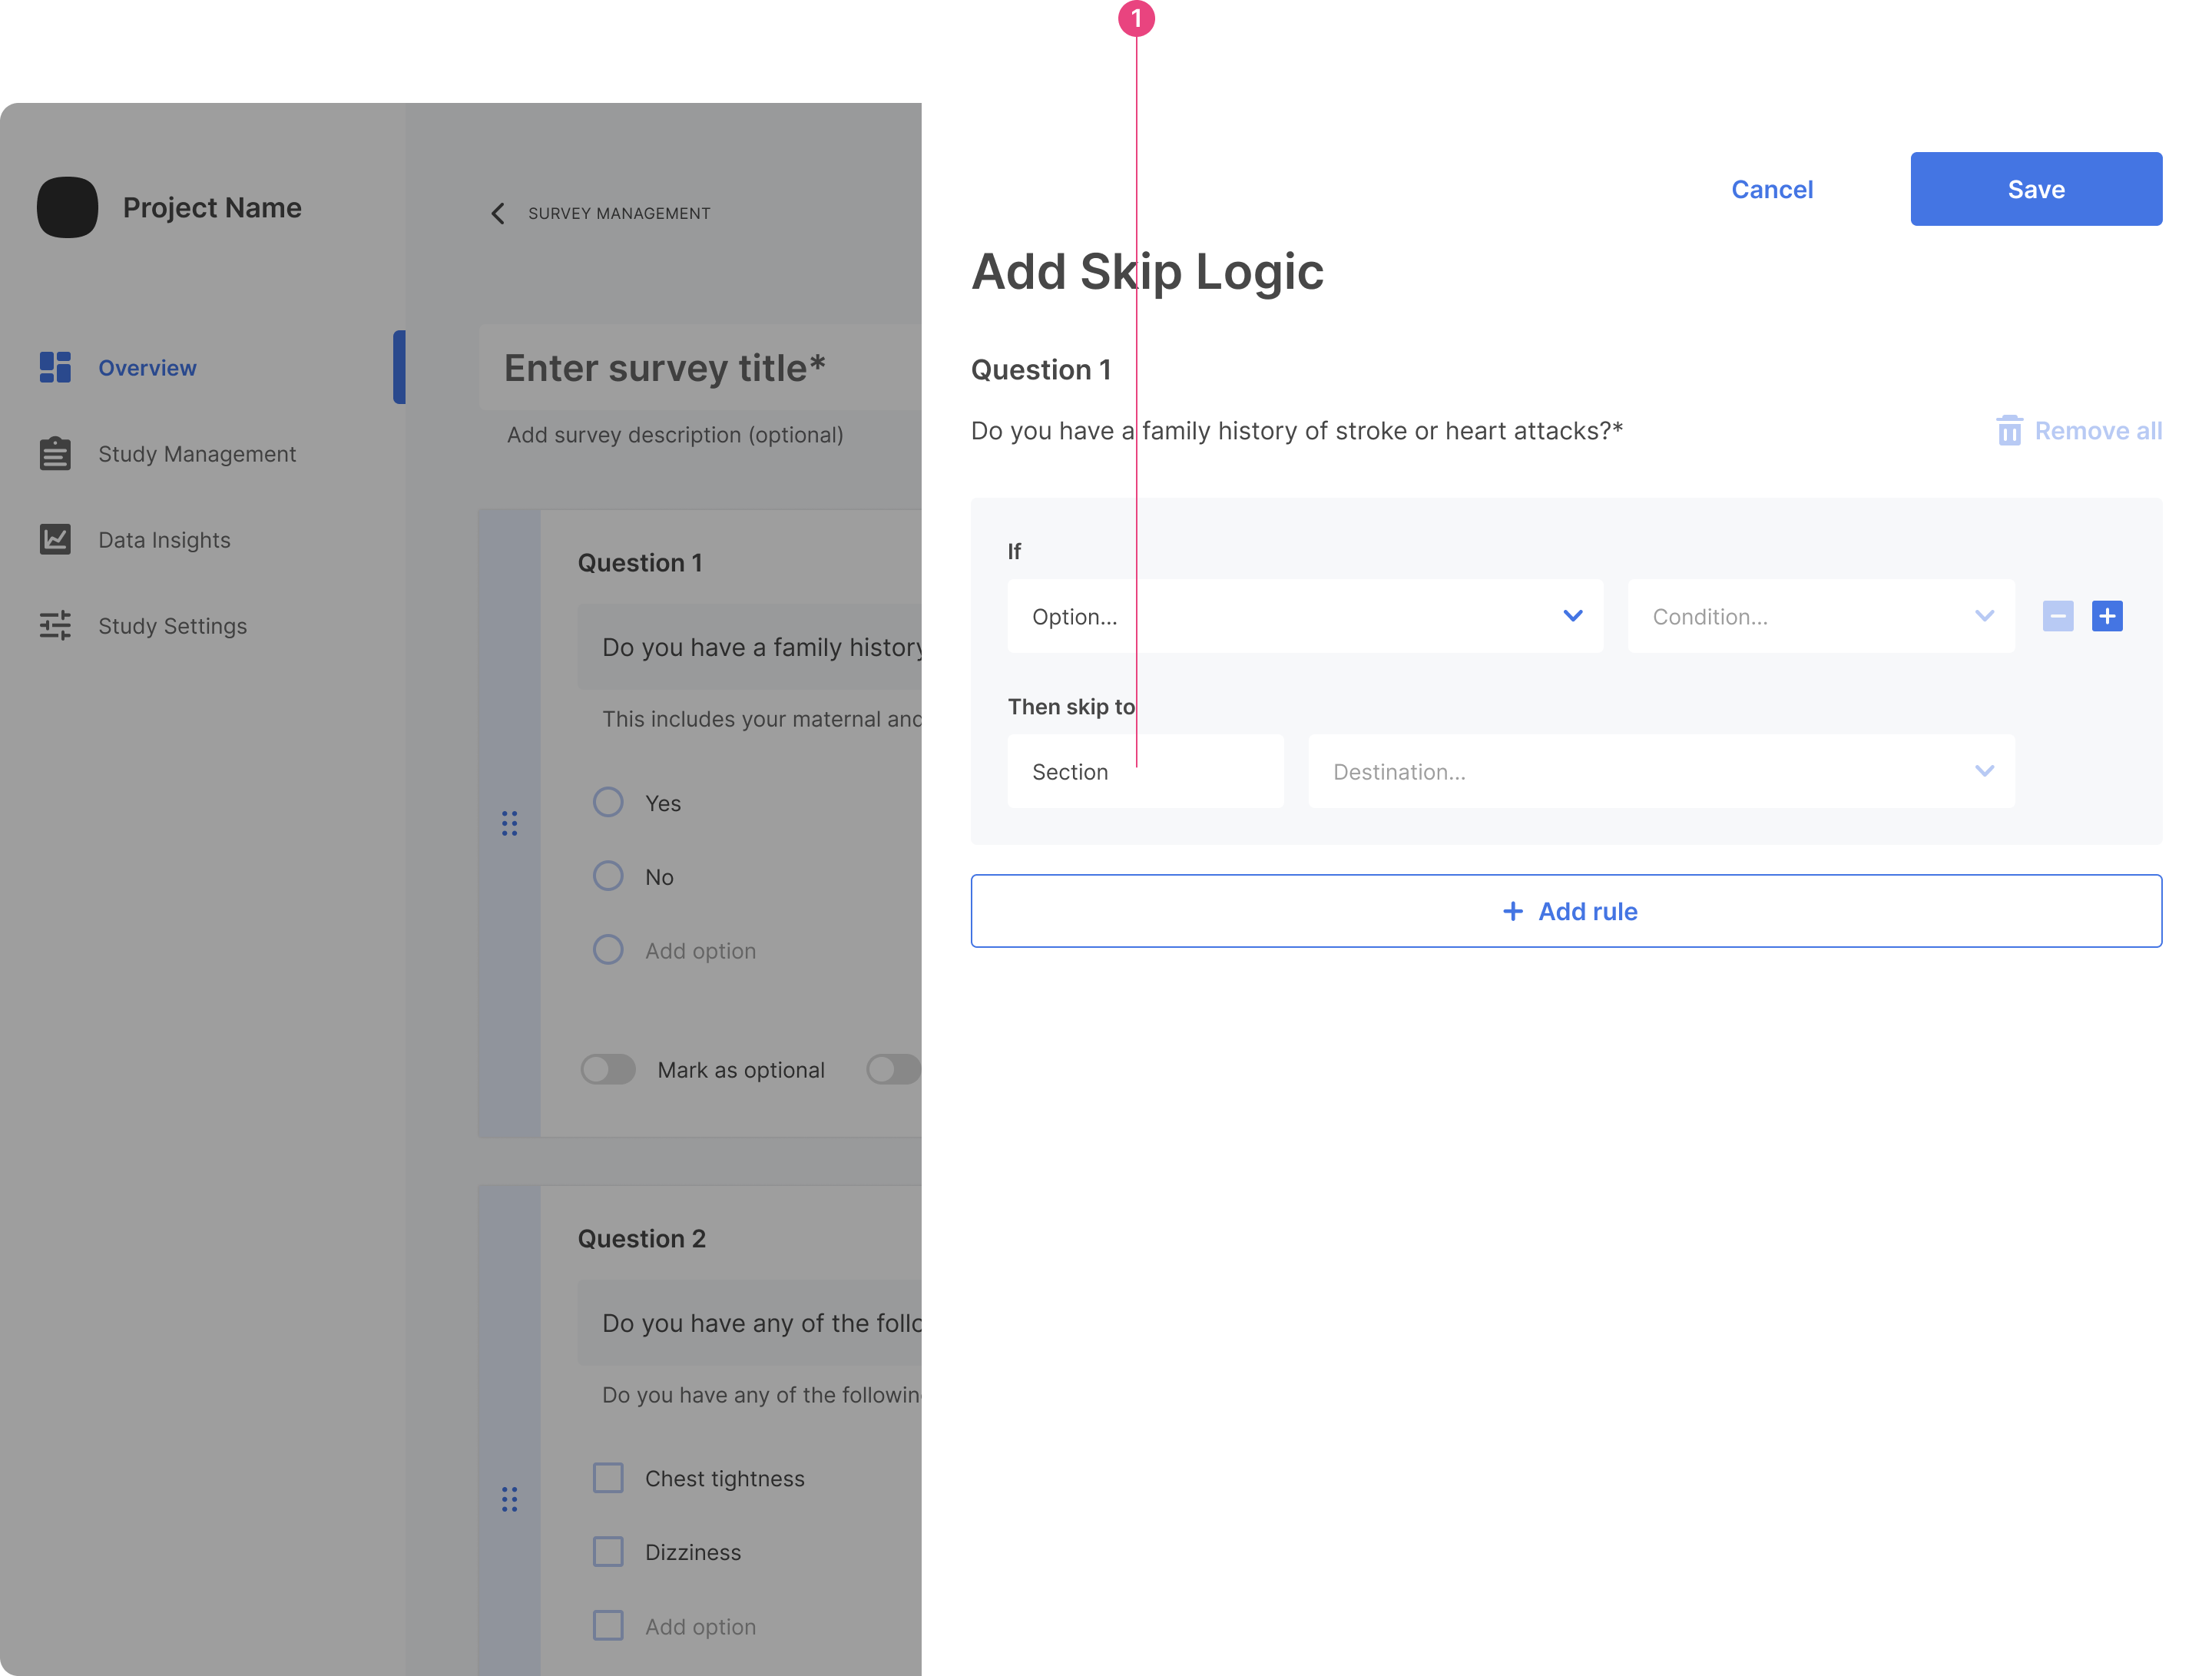 1
Project Name
Overview
Study Management
Data Insights
Study Settings
SURVEY MANAGEMENT
Enter survey title*
Add survey description (optional)
Question 1
Do you have a family history
This includes your maternal and
Yes
No
Add option
Mark as optional
Question 2
Do you have any of the follo
Do you have any of the followin
Chest tightness
Dizziness
Add option
Cancel
Save
Add Skip Logic
Question 1
Do you have a family history of stroke or heart attacks?*
Remove all
If
Option...
Condition...
Then skip to
Section
Destination...
Add rule